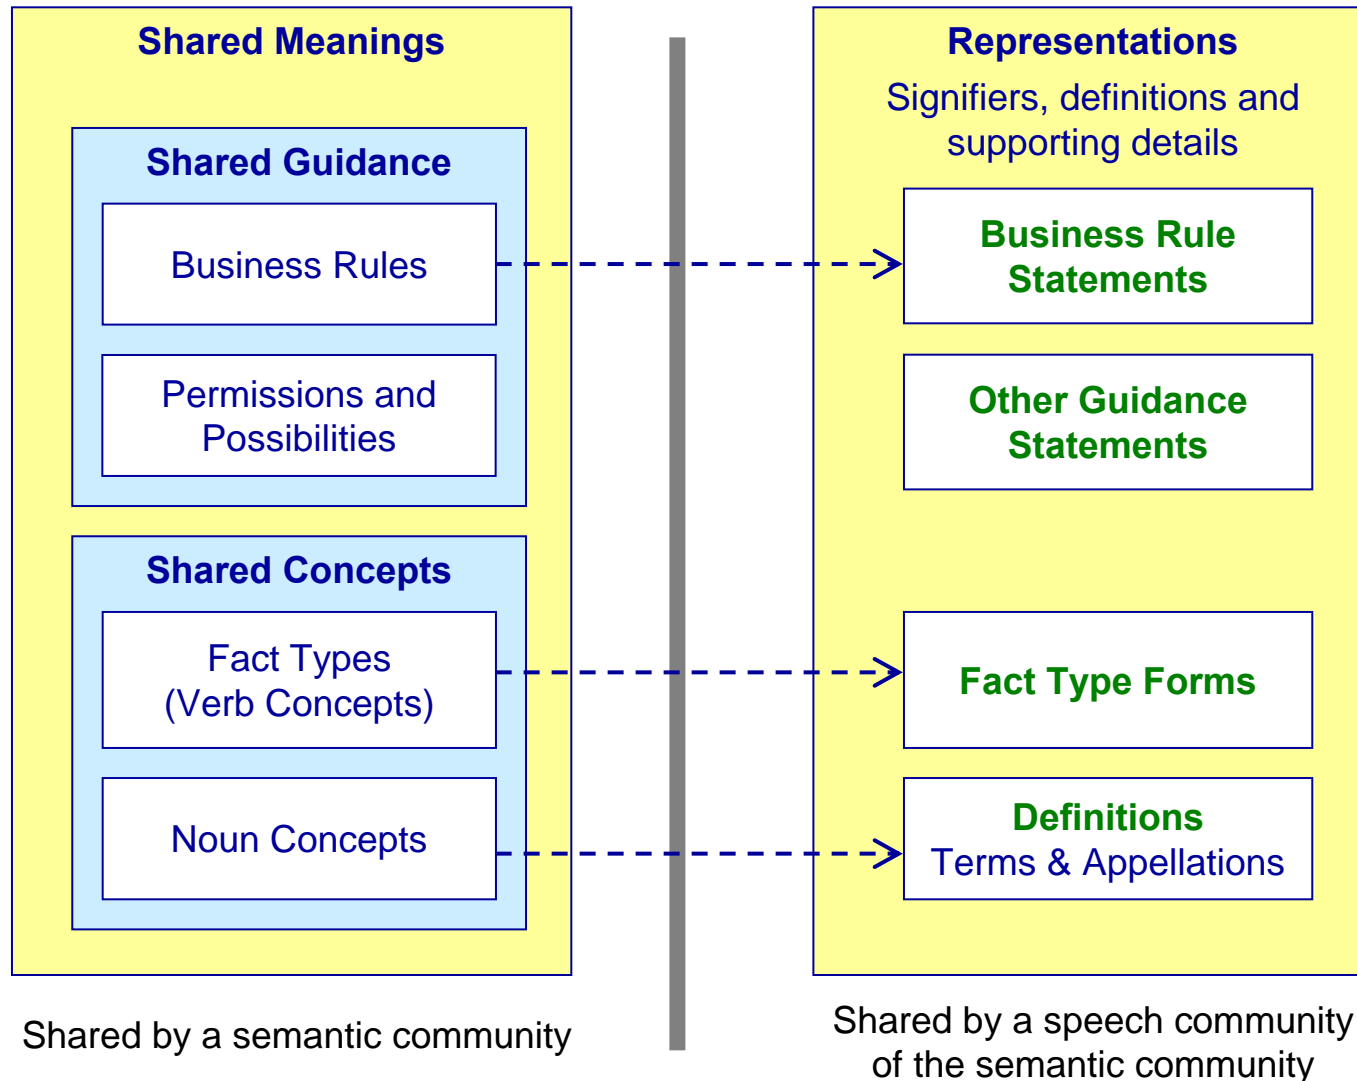 Shared Meanings
Shared Guidance
Business Rules
Permissions and
Possibilities
Shared Concepts
Fact Types
(Verb Concepts)
Noun Concepts
Shared by a semantic community
Representations
Signifiers, definitions and
supporting details
Business Rule
Statements
Other Guidance
Statements
Fact Type Forms
Definitions
Terms & Appellations
Shared by a speech community
of the semantic community